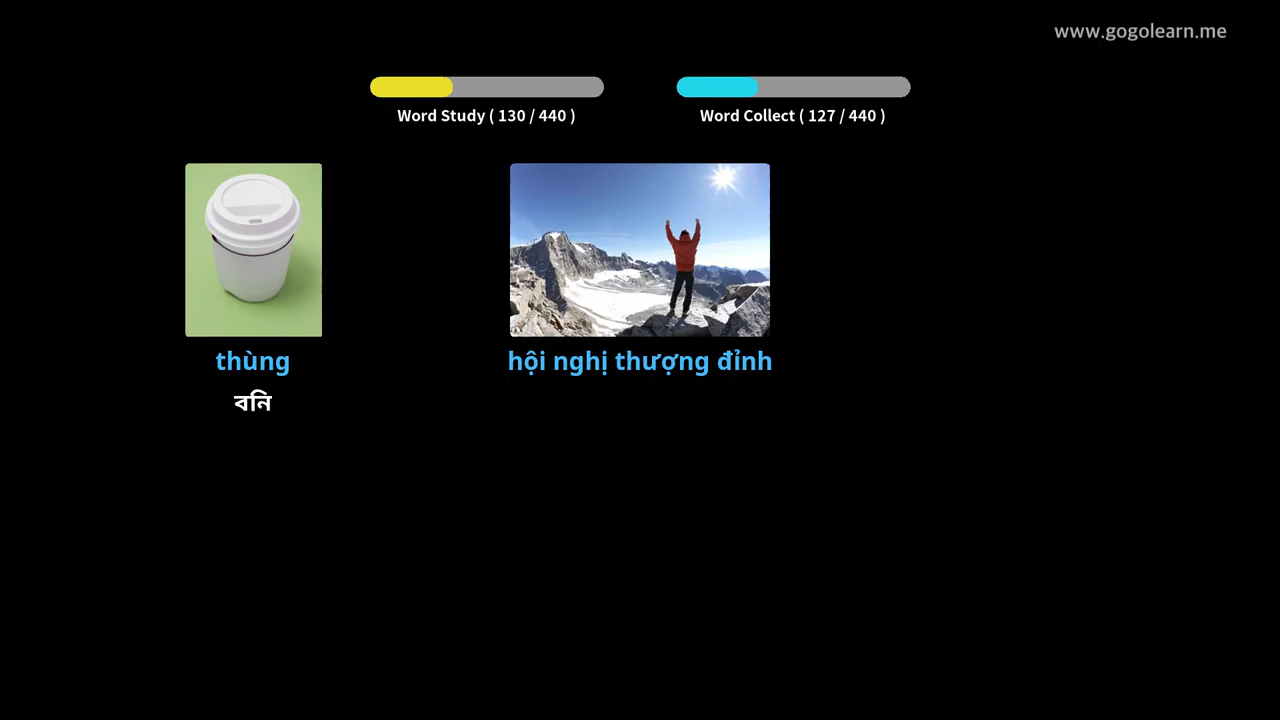 www.gogolearn.me
Word Study ( 130 / 440 )
Word Collect ( 127 / 440 )
thùng
বনি
hội nghị thượng đỉnh